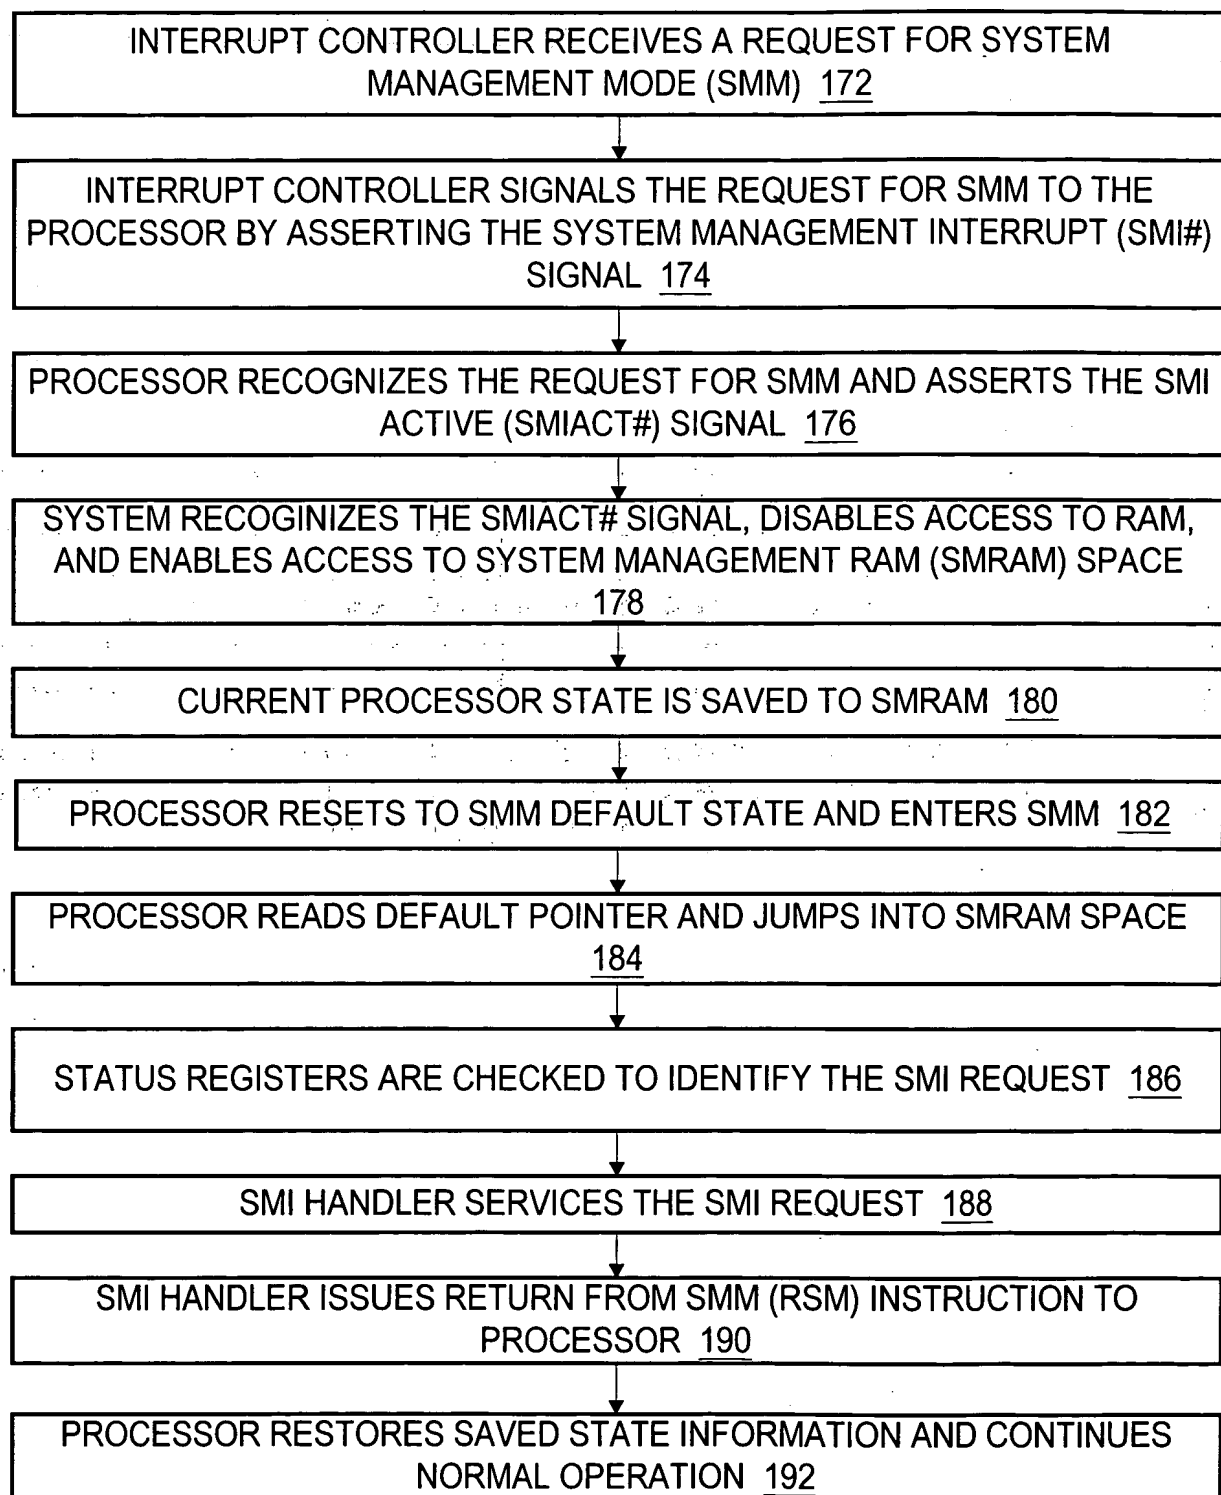 INTERRUPT CONTROLLER RECEIVES A REQUEST FOR SYSTEM
MANAGEMENT MODE (SMM) 172
INTERRUPT CONTROLLER SIGNALS THE REQUEST FOR SMM TO THE
PROCESSOR BY ASSERTING THE SYSTEM MANAGEMENT INTERRUPT (SMI#)
SIGNAL 174
PROCESSOR RECOGNIZES THE REQUEST FOR SMM AND ASSERTS THE SMI
ACTIVE (SMIACT#) SIGNAL 176
SYSTEM RECOGINIZES THE SMIACT# SIGNAL, DISABLES ACCESS TO RAM,
AND ENABLES ACCESS TO SYSTEM MANAGEMENT RAM (SMRAM) SPACE
178
CURRENT PROCESSOR STATE IS SAVED TO SMRAM 180
PROCESSOR RESETS TO SMM DEFAULT STATE AND ENTERS SMM 182
PROCESSOR READS DEFAULT POINTER AND JUMPS INTO SMRAM SPACE
184
STATUS REGISTERS ARE CHECKED TO IDENTIFY THE SMI REQUEST 186
SMI HANDLER SERVICES THE SMI REQUEST 188
SMI HANDLER ISSUES RETURN FROM SMM (RSM) INSTRUCTION TO
PROCESSOR 190
PROCESSOR RESTORES SAVED STATE INFORMATION AND CONTINUES
NORMAL OPERATION 192